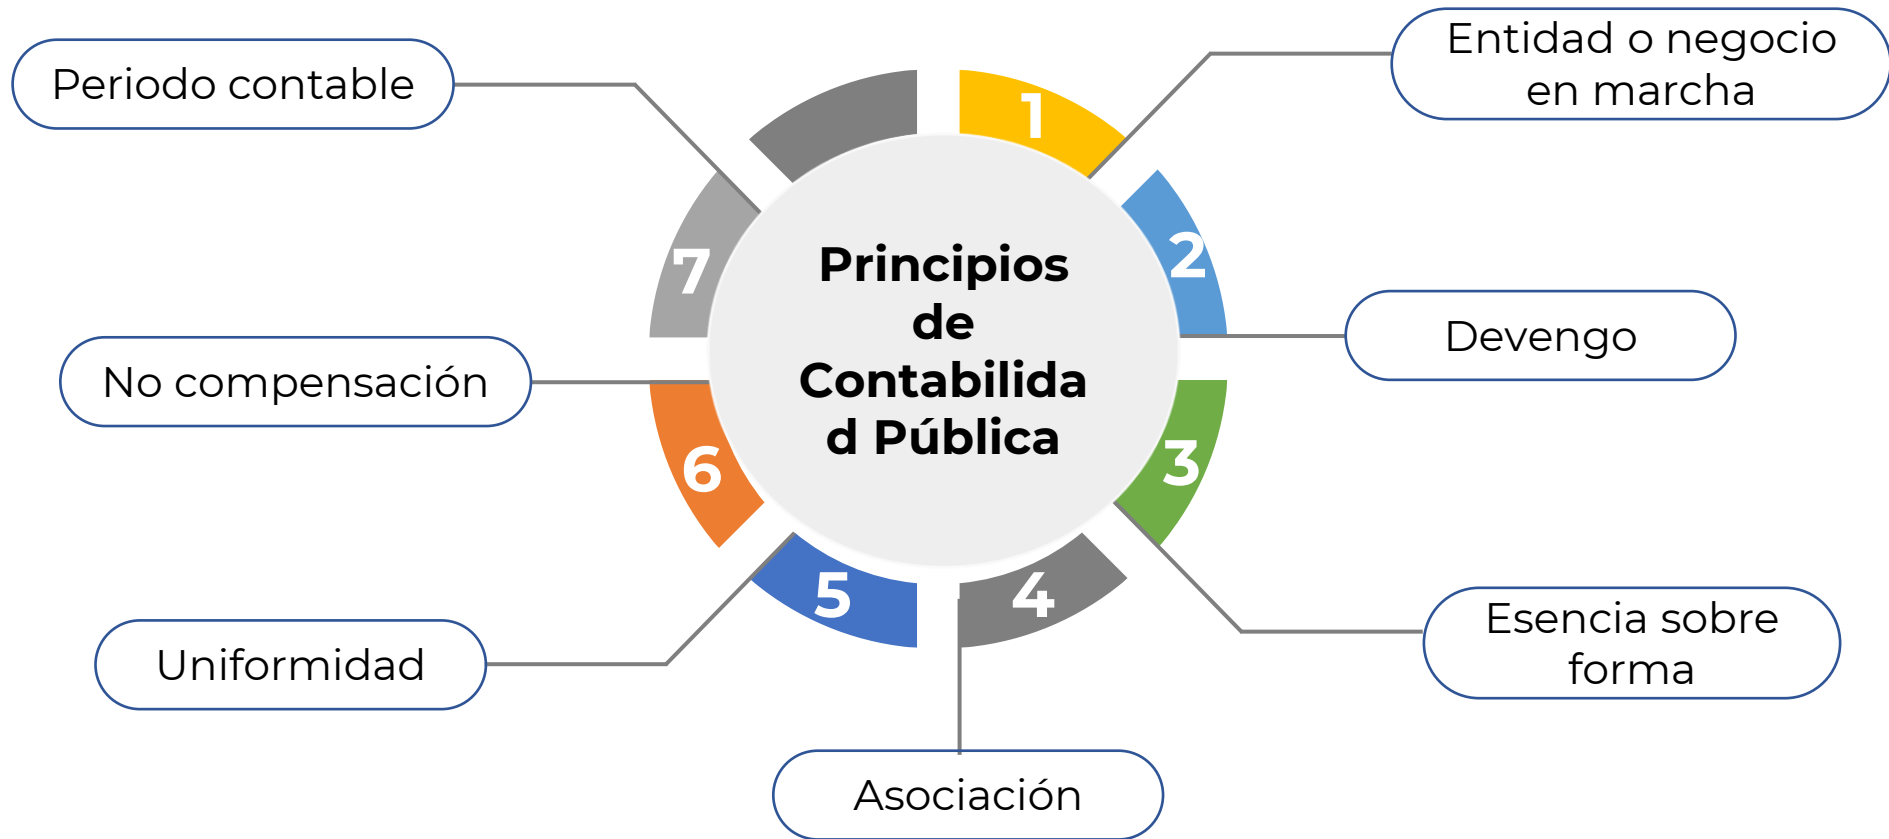 Principios
de
Contabilida
d Pública
1
Entidad o negocio
en marcha
2
Devengo
3
Esencia sobre
forma
4
Asociación
5
Uniformidad
6
No compensación
7
Periodo contable